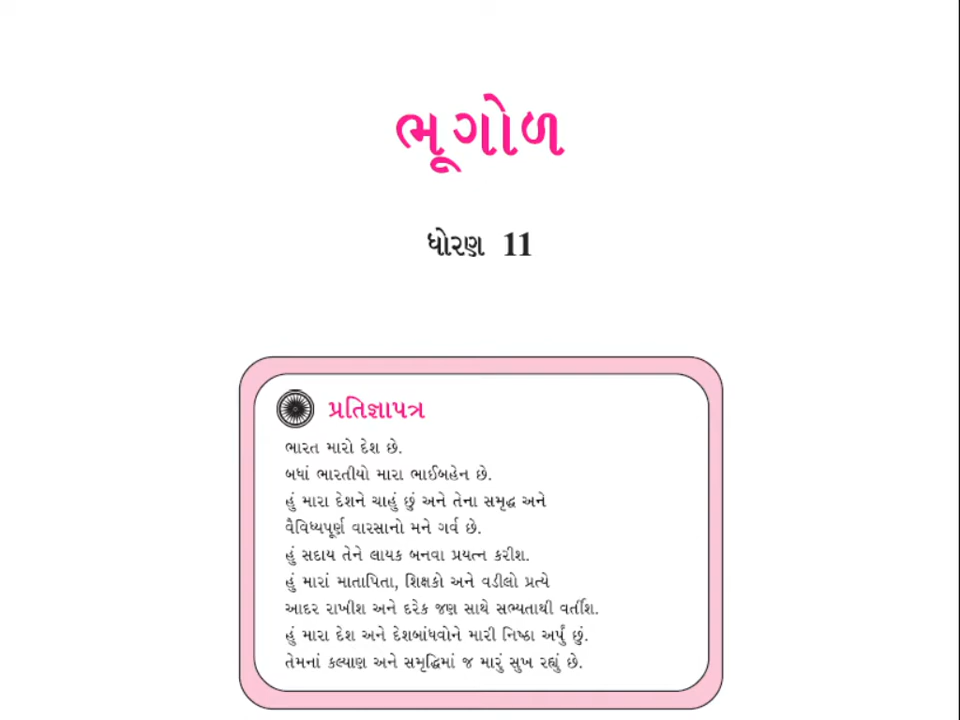 ભૂગોળ
ધોરણ 11
પ્રતિજ્ઞાપત્ર
ભારત મારો દેશ છે.
બધાં ભારતીયો મારા ભાઈબહેન છે.
હું મારા દેશને ચાહું છું અને તેના સમૃદ્ધ અને
વૈવિધ્યપૂર્ણ વારસાનો મને ગર્વ છે.
હું સદાય તેને લાયક બનવા પ્રયત્ન કરીશ.
હું મારાં માતાપિતા, શિક્ષકો અને વડીલો પ્રત્યે
આદર રાખીશ અને દરેક જણ સાથે સભ્યતાથી વર્તીશ.
હું મારા દેશ અને દેશબાંધવોને મારી નિષ્ઠા અર્પું છું.
તેમનાં કલ્યાણ અને સમૃદ્ધિમાં જ મારું સુખ રહ્યું છે.